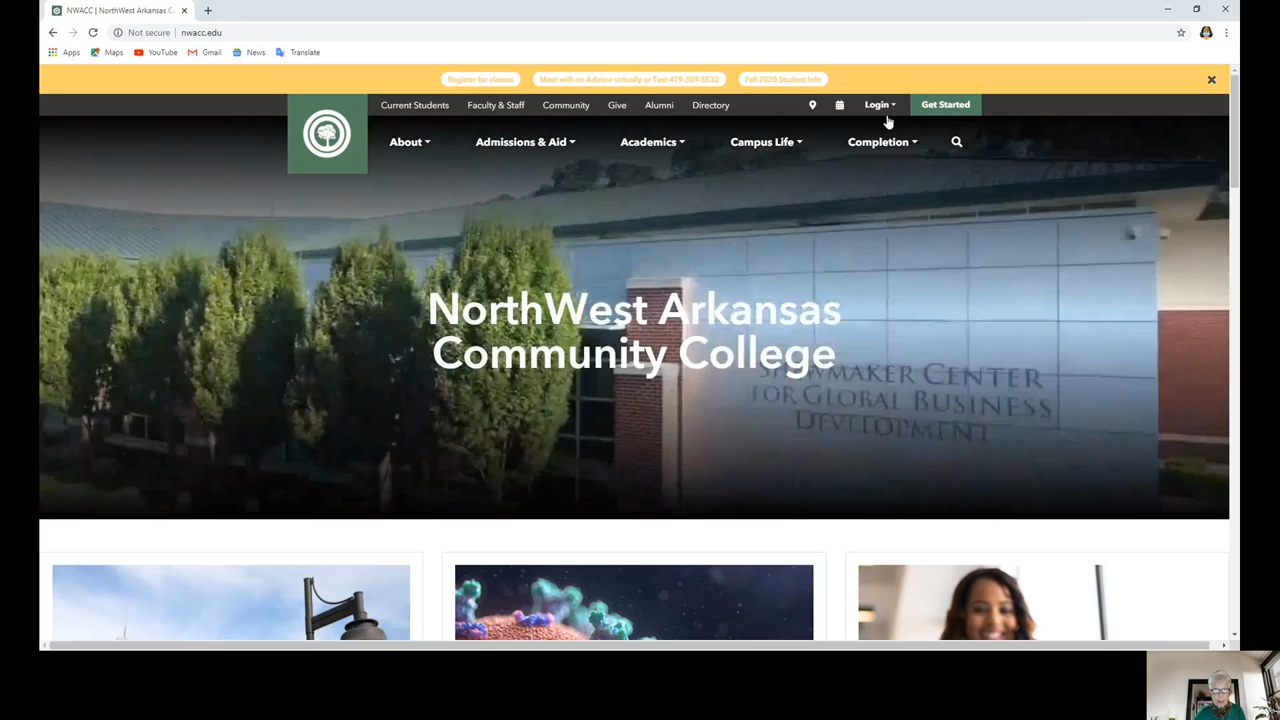 NWACC | NorthWest Arkansas C
Not secure | nwacc.edu
Apps Maps YouTube Gmail News Translate
Register for classes Meet with an Advisor virtually or Text 479-309-5532 Fall 2020 Student Info
Current Students Faculty & Staff Community Give Alumni Directory Login Get Started
About Admissions & Aid Academics Campus Life Completion
NorthWest Arkansas
Community College
SHEWMAKER CENTER
FOR GLOBAL BUSINESS
DEVELOPMENT